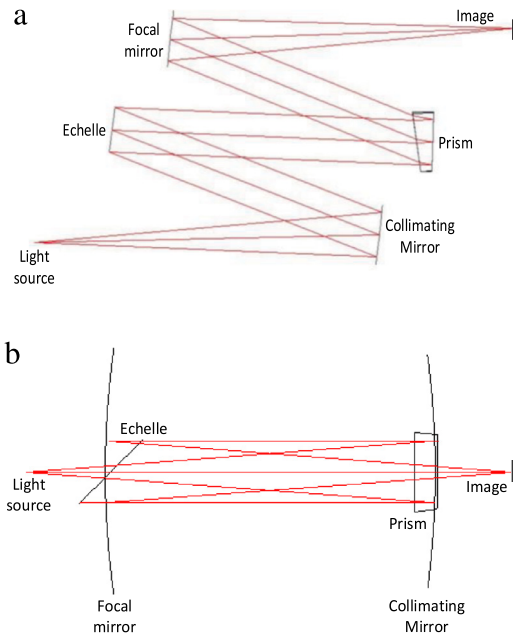 a
Image
Focal
mirror
Echelle
Prism
Collimating
Mirror
Light
source
b
Echelle
Light
source
Image
Prism
Focal
mirror
Collimating
Mirror